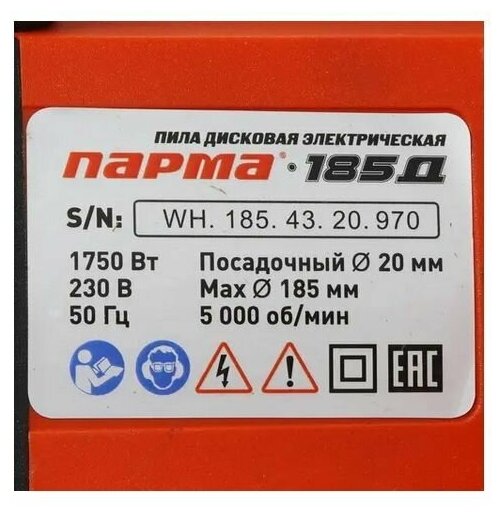 ПИЛА ДИСКОВАЯ ЭЛЕКТРИЧЕСКАЯ
ПАРМА® · 185Д
S/N: WH. 185. 43. 20. 970
1750 Вт Посадочный Ø 20 мм
230 В Max Ø 185 мм
50 Гц 5 000 об/мин
EAC